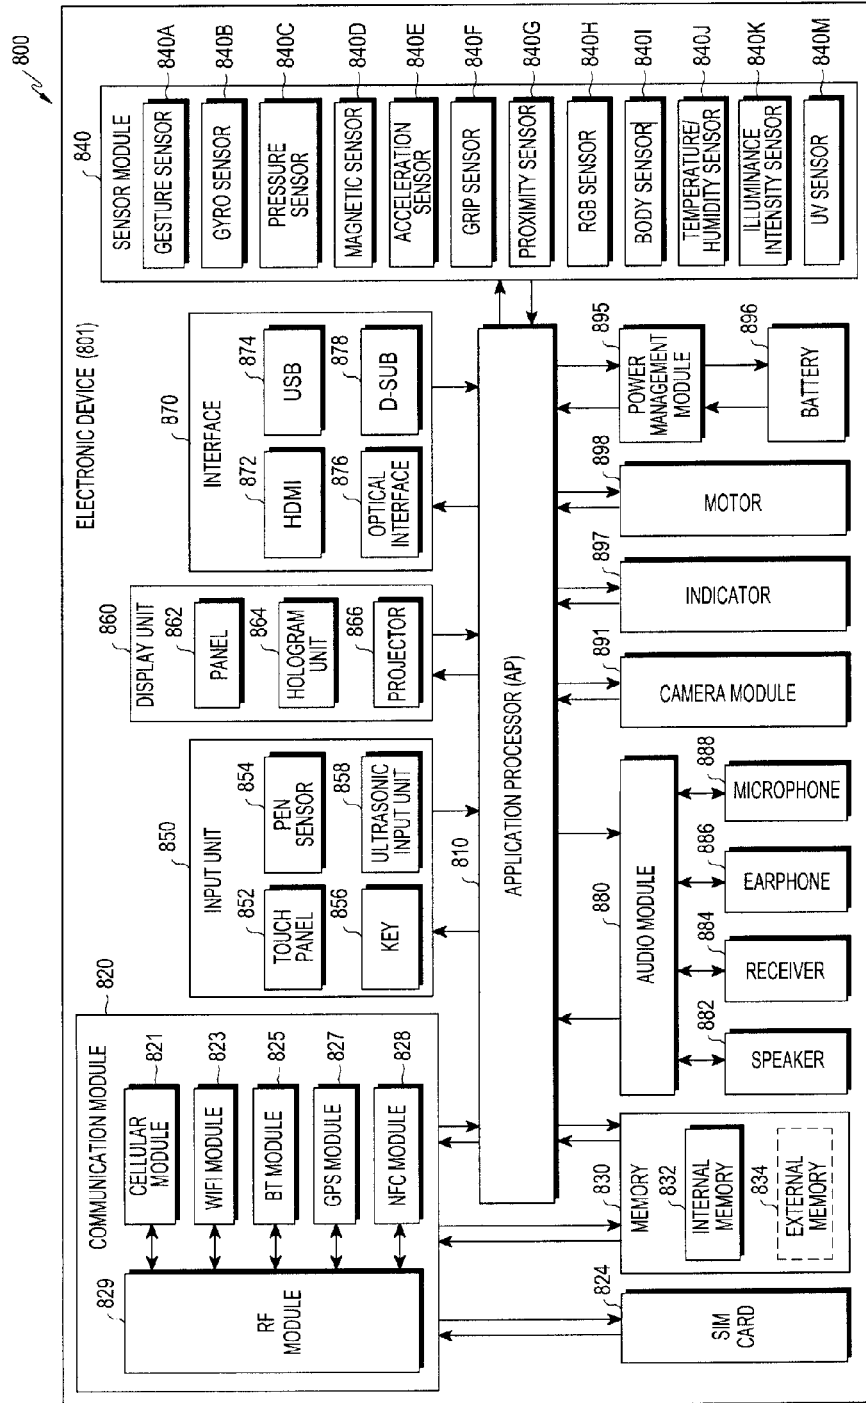 800
ELECTRONIC DEVICE (801)
COMMUNICATION MODULE
820
829
RF
MODULE
CELLULAR
MODULE
821
WIFI MODULE
823
BT MODULE
825
GPS MODULE
827
NFC MODULE
828
850
INPUT UNIT
852
TOUCH
PANEL
854
PEN
SENSOR
856
KEY
858
ULTRASONIC
INPUT UNIT
860
DISPLAY UNIT
862
PANEL
864
HOLOGRAM
UNIT
866
PROJECTOR
870
INTERFACE
872
HDMI
874
USB
876
OPTICAL
INTERFACE
878
D-SUB
840
SENSOR MODULE
GESTURE SENSOR
840A
GYRO SENSOR
840B
PRESSURE
SENSOR
840C
MAGNETIC SENSOR
840D
ACCELERATION
SENSOR
840E
GRIP SENSOR
840F
PROXIMITY SENSOR
840G
RGB SENSOR
840H
BODY SENSOR
840I
TEMPERATURE/
HUMIDITY SENSOR
840J
ILLUMINANCE
INTENSITY SENSOR
840K
UV SENSOR
840M
810
APPLICATION PROCESSOR (AP)
824
SIM
CARD
830
MEMORY
832
INTERNAL
MEMORY
834
EXTERNAL
MEMORY
880
AUDIO MODULE
882
SPEAKER
884
RECEIVER
886
EARPHONE
888
MICROPHONE
891
CAMERA MODULE
897
INDICATOR
898
MOTOR
895
POWER
MANAGEMENT
MODULE
896
BATTERY